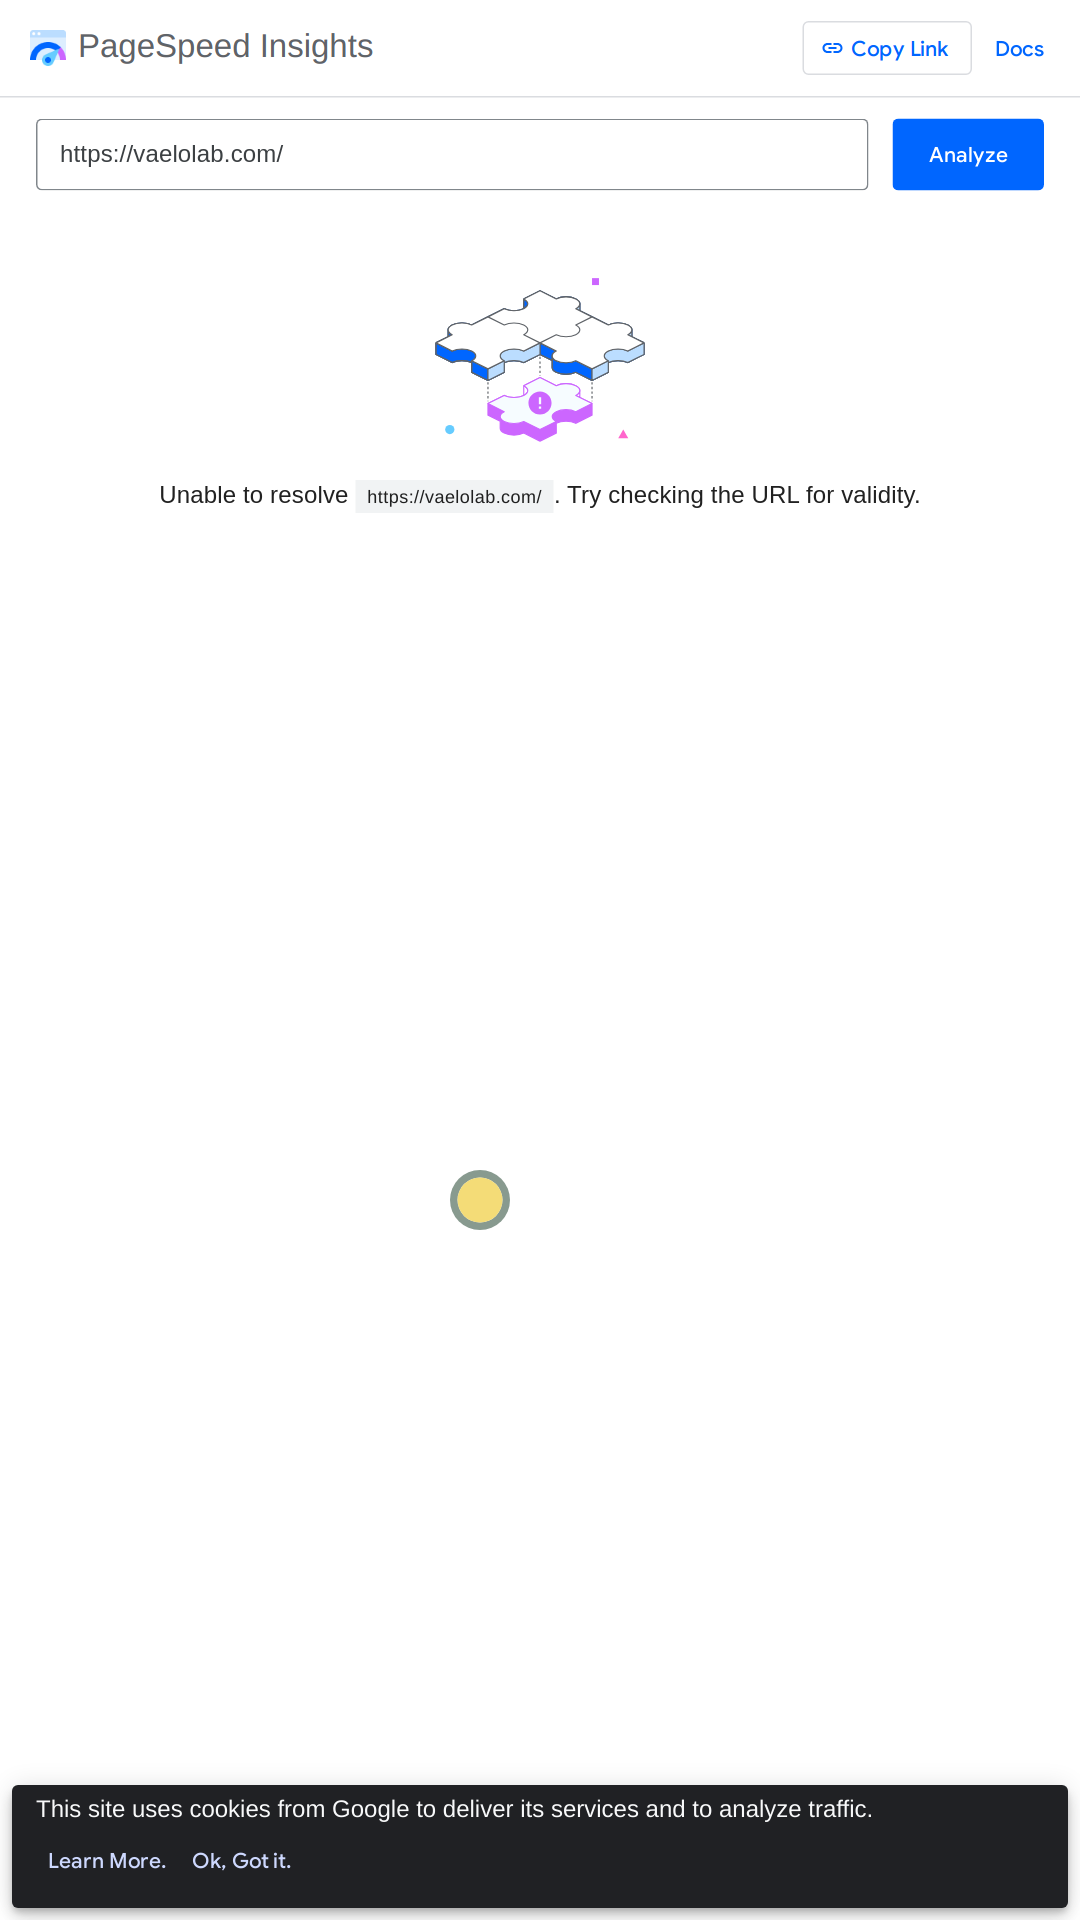 PageSpeed Insights
Copy Link
Docs
https://vaelolab.com/
Analyze
Unable to resolve https://vaelolab.com/ . Try checking the URL for validity.
This site uses cookies from Google to deliver its services and to analyze traffic.
Learn More. Ok, Got it.